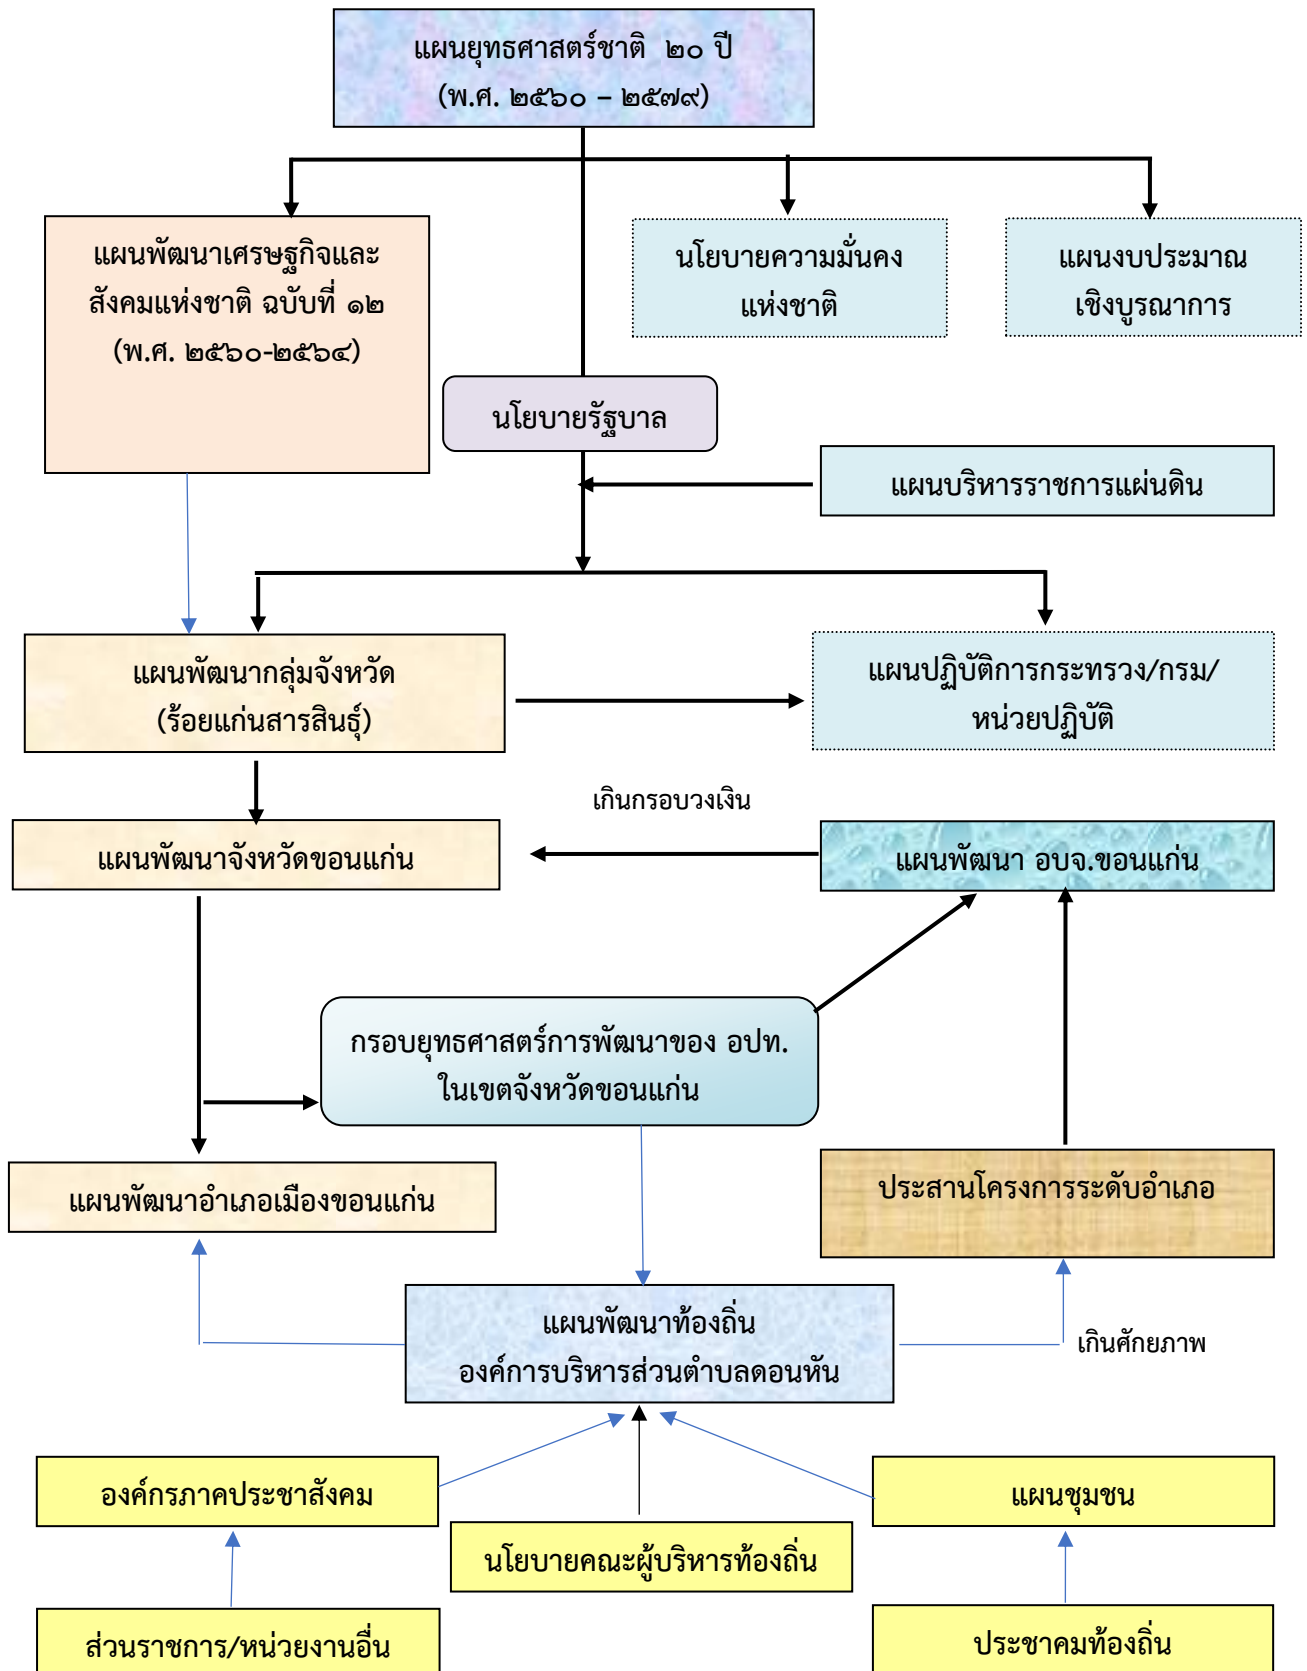 แผนยุทธศาสตร์ชาติ ๒๐ ปี
(พ.ศ. ๒๕๖๐ – ๒๕๗๙)
แผนพัฒนาเศรษฐกิจและ
สังคมแห่งชาติ ฉบับที่ ๑๒
(พ.ศ. ๒๕๖๐-๒๕๖๔)
นโยบายความมั่นคง
แห่งชาติ
แผนงบประมาณ
เชิงบูรณาการ
นโยบายรัฐบาล
แผนบริหารราชการแผ่นดิน
แผนพัฒนากลุ่มจังหวัด
(ร้อยแก่นสารสินธุ์)
แผนปฏิบัติการกระทรวง/กรม/
หน่วยปฏิบัติ
เกินกรอบวงเงิน
แผนพัฒนาจังหวัดขอนแก่น
แผนพัฒนา อบจ.ขอนแก่น
กรอบยุทธศาสตร์การพัฒนาของ อปท.
ในเขตจังหวัดขอนแก่น
แผนพัฒนาอำเภอเมืองขอนแก่น
ประสานโครงการระดับอำเภอ
แผนพัฒนาท้องถิ่น
องค์การบริหารส่วนตำบลดอนหัน
เกินศักยภาพ
องค์กรภาคประชาสังคม
แผนชุมชน
นโยบายคณะผู้บริหารท้องถิ่น
ส่วนราชการ/หน่วยงานอื่น
ประชาคมท้องถิ่น